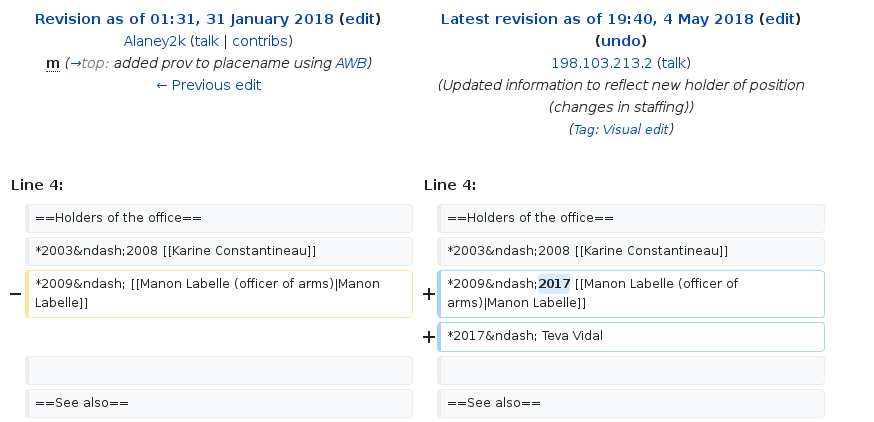 Revision as of 01:31, 31 January 2018 (edit)
Alaney2k (talk | contribs)
m (→top: added prov to placename using AWB)
← Previous edit
Latest revision as of 19:40, 4 May 2018 (edit)
(undo)
198.103.213.2 (talk)
(Updated information to reflect new holder of position
(changes in staffing))
(Tag: Visual edit)
Line 4:
Line 4:
==Holders of the office==
==Holders of the office==
*2003&ndash;2008 [[Karine Constantineau]]
*2003&ndash;2008 [[Karine Constantineau]]
− *2009&ndash; [[Manon Labelle (officer of arms)|Manon
Labelle]]
+ *2009&ndash;2017 [[Manon Labelle (officer of
arms)|Manon Labelle]]
+ *2017&ndash; Teva Vidal
==See also==
==See also==